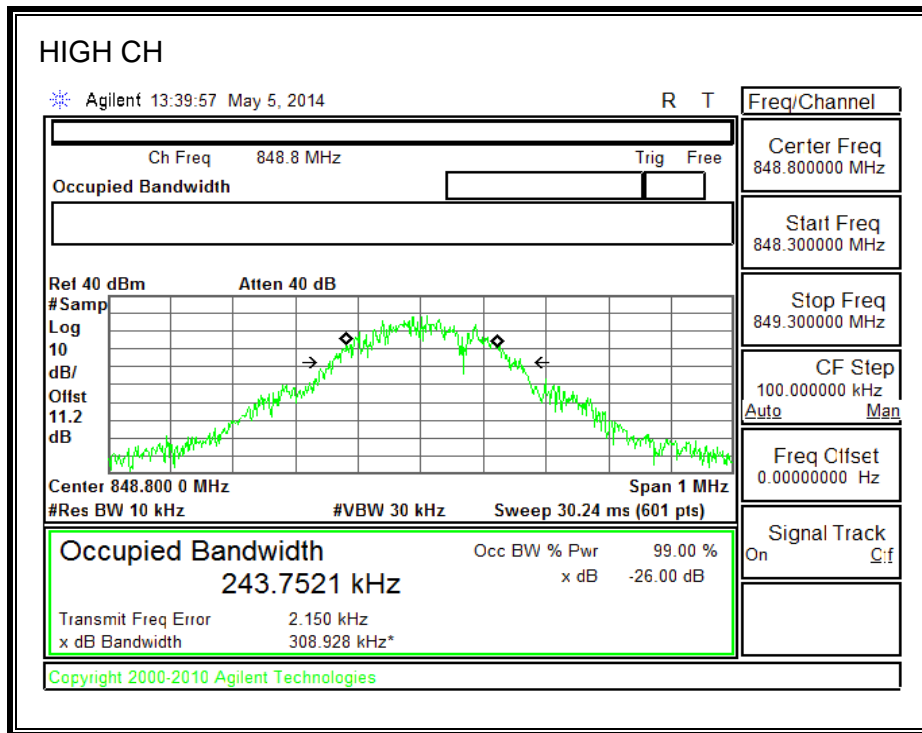 HIGH CH
Agilent 13:39:57 May 5, 2014 R T
Freq/Channel
Ch Freq 848.8 MHz Trig Free
Occupied Bandwidth
Center Freq
848.800000 MHz
Start Freq
848.300000 MHz
Stop Freq
849.300000 MHz
CF Step
100.000000 kHz
Auto Man
Freq Offset
0.00000000 Hz
Signal Track
On Off
Ref 40 dBm Atten 40 dB
#Samp
Log
10
dB/
Offst
11.2
dB
Center 848.800 0 MHz Span 1 MHz
#Res BW 10 kHz #VBW 30 kHz Sweep 30.24 ms (601 pts)
Occupied Bandwidth
243.7521 kHz
Occ BW % Pwr 99.00 %
x dB -26.00 dB
Transmit Freq Error 2.150 kHz
x dB Bandwidth 308.928 kHz*
Copyright 2000-2010 Agilent Technologies